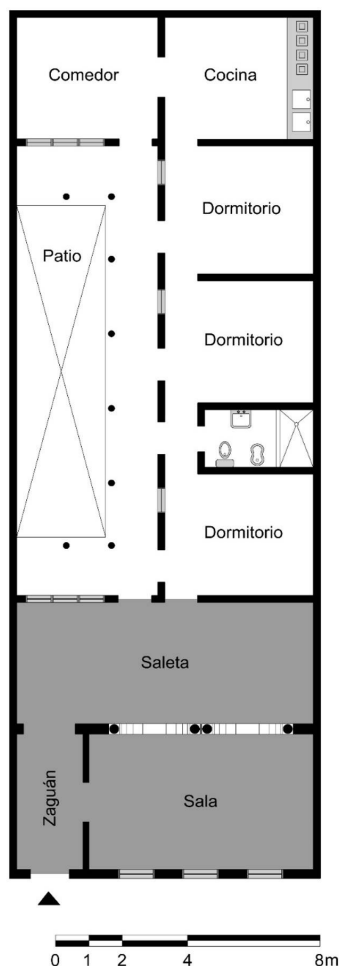 Comedor
Cocina
Dormitorio
Patio
Dormitorio
Dormitorio
Saleta
Zaguán
Sala
0 1 2 4 8m